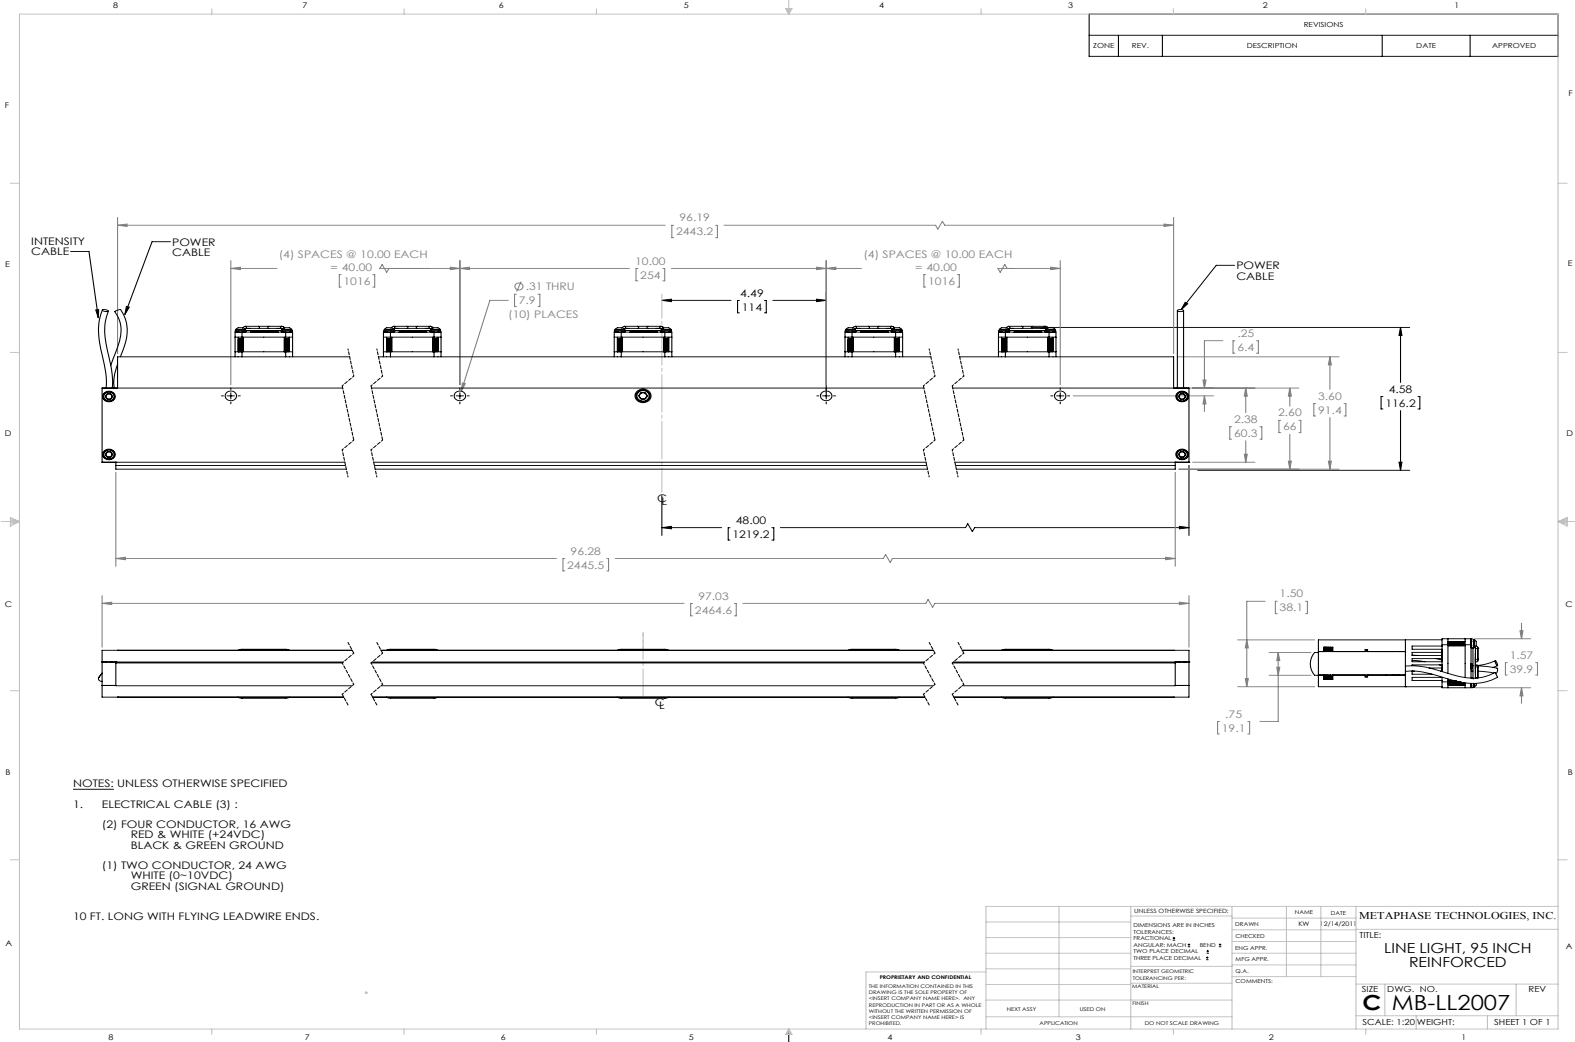 8 7 6 5 4 3 2 1
REVISIONS
ZONE REV. DESCRIPTION DATE APPROVED
F F
E E
D D
C C
B B
A A
96.19
[2443.2]
INTENSITY
CABLE
POWER
CABLE
(4) SPACES @ 10.00 EACH
= 40.00
[1016]
10.00
[254]
(4) SPACES @ 10.00 EACH
= 40.00
[1016]
POWER
CABLE
Ø.31 THRU
[7.9]
(10) PLACES
4.49
[114]
.25
[6.4]
4.58
[116.2]
3.60
[91.4]
2.60
[66]
2.38
[60.3]
℄
48.00
[1219.2]
96.28
[2445.5]
97.03
[2464.6]
℄
1.50
[38.1]
1.57
[39.9]
.75
[19.1]
NOTES: UNLESS OTHERWISE SPECIFIED
1. ELECTRICAL CABLE (3) :
(2) FOUR CONDUCTOR, 16 AWG
RED & WHITE (+24VDC)
BLACK & GREEN GROUND
(1) TWO CONDUCTOR, 24 AWG
WHITE (0~10VDC)
GREEN (SIGNAL GROUND)
10 FT. LONG WITH FLYING LEADWIRE ENDS.
PROPRIETARY AND CONFIDENTIAL
THE INFORMATION CONTAINED IN THIS
DRAWING IS THE SOLE PROPERTY OF
<INSERT COMPANY NAME HERE>. ANY
REPRODUCTION IN PART OR AS A WHOLE
WITHOUT THE WRITTEN PERMISSION OF
<INSERT COMPANY NAME HERE> IS
PROHIBITED.
NEXT ASSY USED ON
APPLICATION
UNLESS OTHERWISE SPECIFIED:
DIMENSIONS ARE IN INCHES
TOLERANCES:
FRACTIONAL ±
ANGULAR: MACH ± BEND ±
TWO PLACE DECIMAL ±
THREE PLACE DECIMAL ±
INTERPRET GEOMETRIC
TOLERANCING PER:
MATERIAL
FINISH
DO NOT SCALE DRAWING
NAME DATE
DRAWN KW 12/14/2011
CHECKED
ENG APPR.
MFG APPR.
Q.A.
COMMENTS:
METAPHASE TECHNOLOGIES, INC.
TITLE:
LINE LIGHT, 95 INCH
REINFORCED
SIZE DWG. NO. REV
C MB-LL2007
SCALE: 1:20 WEIGHT: SHEET 1 OF 1
8 7 6 5 4 3 2 1